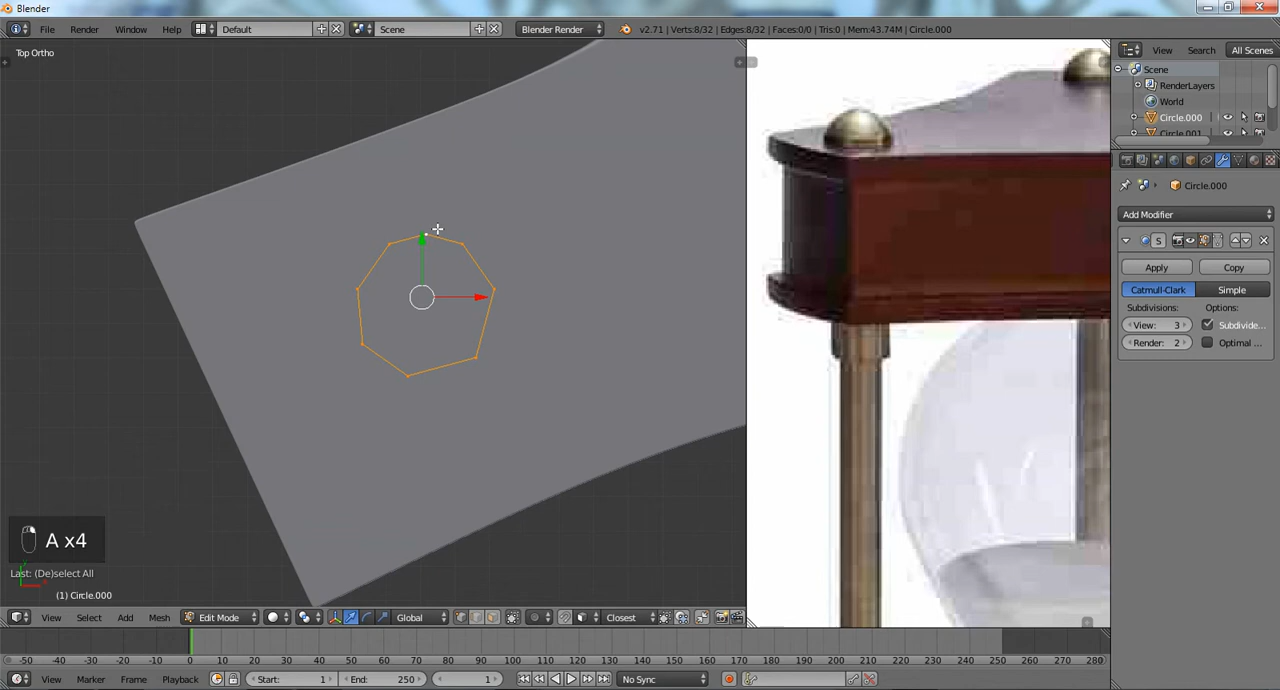 Blender
File Render Window Help Default Scene Blender Render v2.71 | Verts:8/32 | Edges:8/32 | Faces:0/0 | Tris:0 | Mem:43.74M | Circle.000
Top Ortho
View Search All Scenes
Scene
RenderLayers
World
Circle.000
Circle.001
Circle.000
Add Modifier
S
Apply Copy
Catmull-Clark Simple
Subdivisions: Options:
View: 3 Subdivide...
Render: 2 Optimal ...
A x4
Last: (De)select All
(1) Circle.000
View Select Add Mesh Edit Mode Global Closest
-50 -40 -30 -20 -10 0 10 20 30 40 50 60 70 80 90 100 110 120 130 140 150 160 170 180 190 200 210 220 230 240 250 260 270 280
View Marker Frame Playback Start: 1 End: 250 1 No Sync